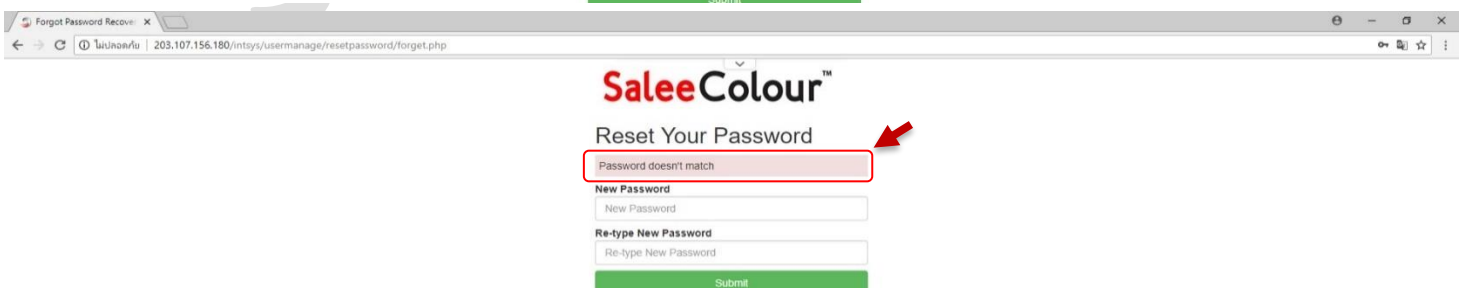 Submit
Forgot Password Recover
ไม่ปลอดภัย | 203.107.156.180/intsys/usermanage/resetpassword/forget.php
SaleeColour™
Reset Your Password
Password doesn't match
New Password
New Password
Re-type New Password
Re-type New Password
Submit